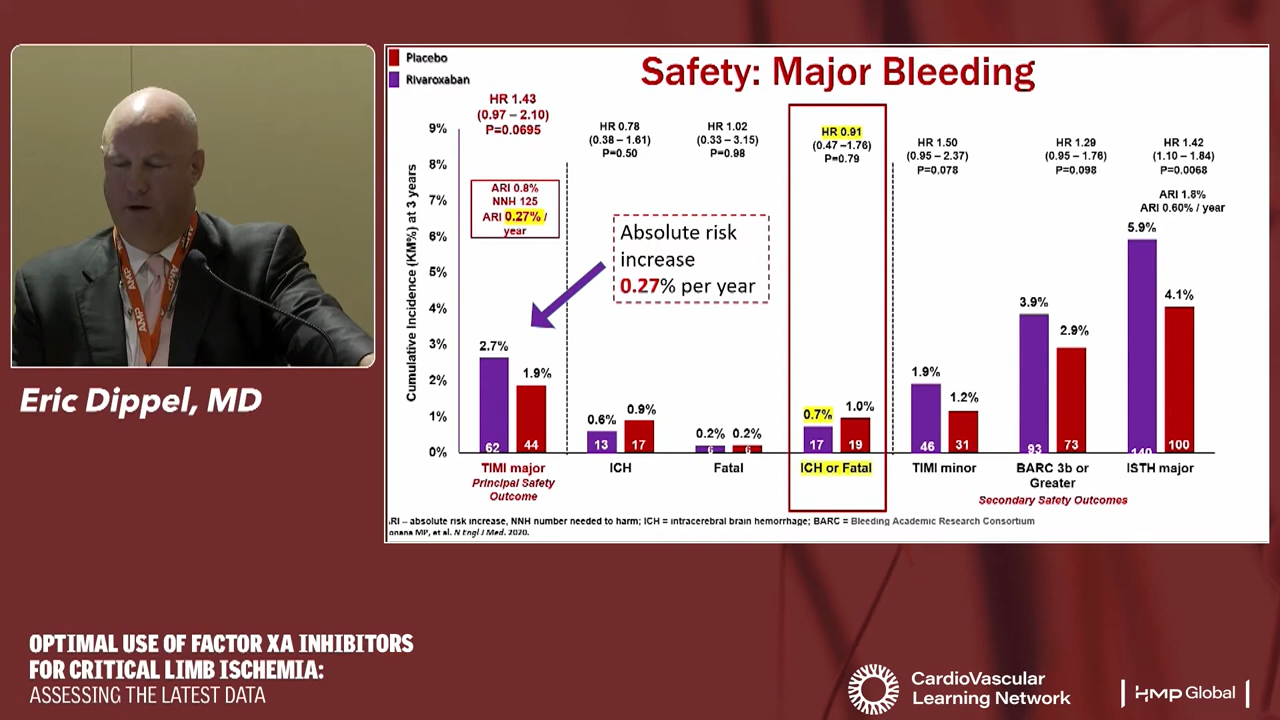 Placebo
Rivaroxaban
Safety: Major Bleeding
HR 1.43
(0.97 – 2.10)
P=0.0695
HR 0.78
(0.38 – 1.61)
P=0.50
HR 1.02
(0.33 – 3.15)
P=0.98
HR 0.91
(0.47 –1.76)
P=0.79
HR 1.50
(0.95 – 2.37)
P=0.078
HR 1.29
(0.95 – 1.76)
P=0.098
HR 1.42
(1.10 – 1.84)
P=0.0068
ARI 1.8%
ARI 0.60% / year
ARI 0.8%
NNH 125
ARI 0.27% /
year
Absolute risk
increase
0.27% per year
Cumulative Incidence (KM%) at 3 years
9%
8%
7%
6%
5%
4%
3%
2%
1%
0%
2.7%
1.9%
0.6%
0.9%
0.2%
0.2%
0.7%
1.0%
1.9%
1.2%
3.9%
2.9%
5.9%
4.1%
62
44
13
17
6
6
17
19
46
31
93
73
140
100
TIMI major
Principal Safety
Outcome
ICH
Fatal
ICH or Fatal
TIMI minor
BARC 3b or
Greater
ISTH major
Secondary Safety Outcomes
RI – absolute risk increase, NNH number needed to harm; ICH = intracerebral brain hemorrhage; BARC = Bleeding Academic Research Consortium
onaca MP, et al. N Engl J Med. 2020.
AMP
AMP
Eric Dippel, MD
OPTIMAL USE OF FACTOR XA INHIBITORS
FOR CRITICAL LIMB ISCHEMIA:
ASSESSING THE LATEST DATA
CardioVascular
Learning Network
HMP Global